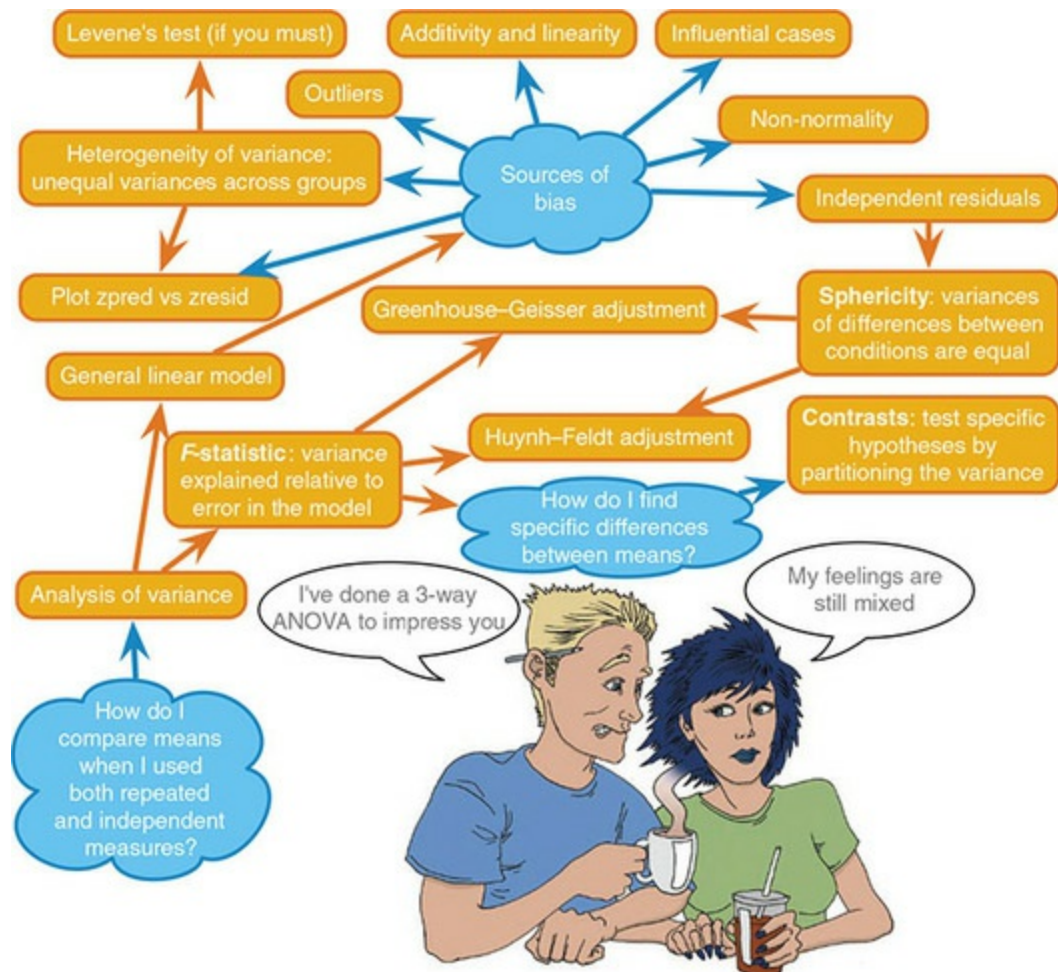 Levene's test (if you must)
Additivity and linearity
Influential cases
Outliers
Non-normality
Heterogeneity of variance:
unequal variances across groups
Sources of
bias
Independent residuals
Plot zpred vs zresid
Greenhouse–Geisser adjustment
Sphericity: variances
of differences between
conditions are equal
General linear model
F-statistic: variance
explained relative to
error in the model
Huynh–Feldt adjustment
Contrasts: test specific
hypotheses by
partitioning the variance
How do I find
specific differences
between means?
Analysis of variance
I've done a 3-way
ANOVA to impress you
My feelings are
still mixed
How do I
compare means
when I used
both repeated
and independent
measures?